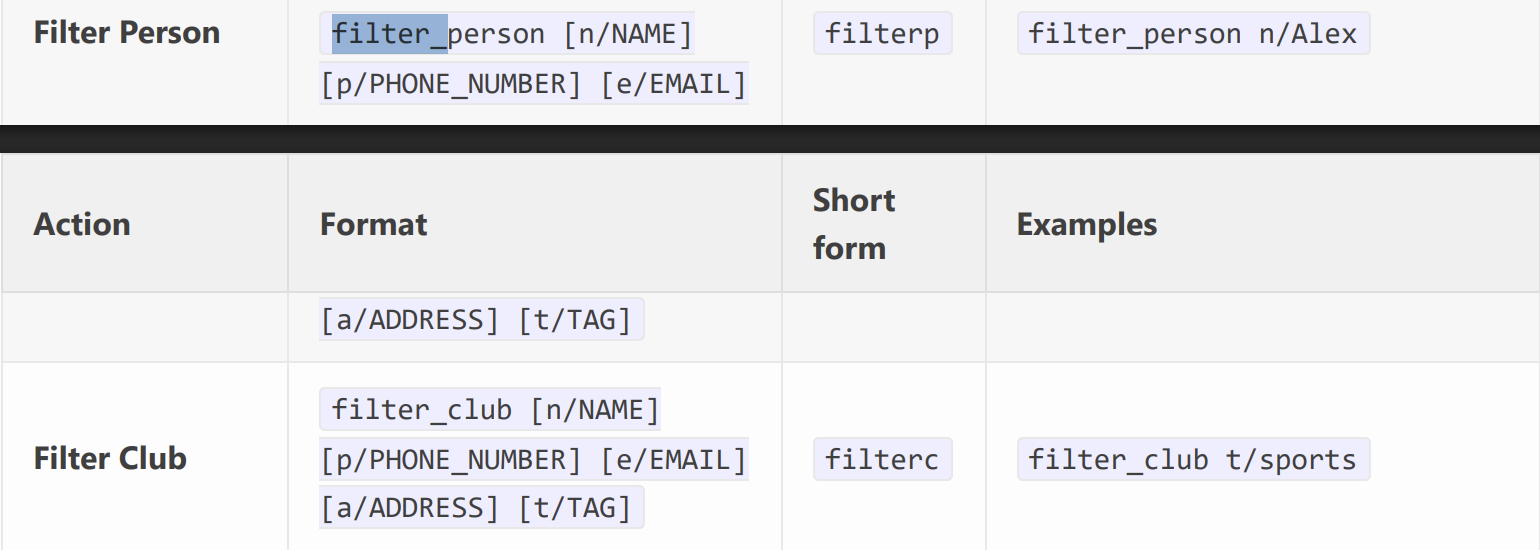 Filter Person
filter_person [n/NAME]
[p/PHONE_NUMBER] [e/EMAIL]
filterp
filter_person n/Alex
Action
Format
Short
form
Examples
[a/ADDRESS] [t/TAG]
Filter Club
filter_club [n/NAME]
[p/PHONE_NUMBER] [e/EMAIL]
[a/ADDRESS] [t/TAG]
filterc
filter_club t/sports